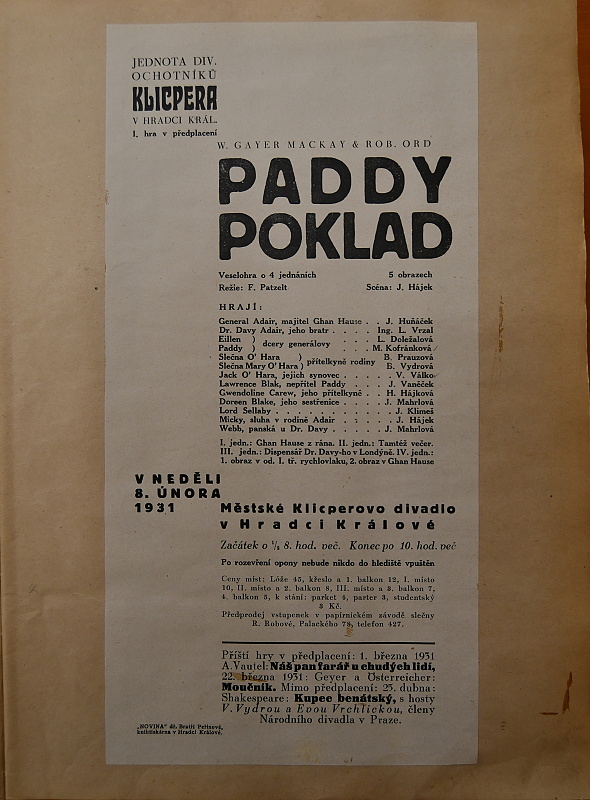 JEDNOTA DIV.
OCHOTNÍKŮ
KLICPERA
V HRADCI KRÁL.
I. hra v předplacení
W. GAYER MACKAY & ROB. ORD
PADDY
POKLAD
Veselohra o 4 jednáních 5 obrazech
Režie: F. Patzelt Scéna: J. Hájek
HRAJÍ:
General Adair, majitel Ghan Hause . . J. Huňáček
Dr. Davy Adair, jeho bratr . . . . Ing. L. Vrzal
Eillen ) dcery generálovy . . . L. Doležalová
Paddy ) . . . M. Kofránková
Slečna O' Hara ) přítelkyně rodiny B. Prauzová
Slečna Mary O' Hara ) B. Vydrová
Jack O' Hara, jejich synovec . . . . . V. Válko
Lawrence Blak, nepřítel Paddy . . . J. Vaněček
Gwendoline Carew, jeho přítelkyně . . H. Hájková
Doreen Blake, jeho sestřenice . . . . J. Mahrlová
Lord Sellaby . . . . . . . . . . . J. Klimeš
Micky, sluha v rodině Adair . . . . . J. Hájek
Webb, panská u Dr. Davy . . . . . J. Mahrlová
I. jedn.: Ghan Hause z rána. II. jedn.: Tamtéž večer.
III. jedn.: Dispensář Dr. Davy-ho v Londýně. IV. jedn.:
1. obraz v od. I. tř. rychlovlaku, 2. obraz v Ghan Hause
V NEDĚLI
8. ÚNORA
1931
Městské Klicperovo divadlo
v Hradci Králové
Začátek o ½ 8. hod. več. Konec po 10. hod. več
Po rozevření opony nebude nikdo do hlediště vpuštěn
Ceny míst: Lóže 45, křeslo a 1. balkon 12, I. místo
10, II. místo a 2. balkon 8, III. místo a 3. balkon 7,
4. balkon 5, k stání: parket 4, parter 3, studentský
3 Kč.
Předprodej vstupenek v papírnickém závodě slečny
R. Robové, Palackého 78, telefon 427.
Příští hry v předplacení: 1. března 1931
A. Vautel: Náš pan farář u chudých lidí,
22. března 1931: Geyer a Österreicher:
Moučník. Mimo předplacení: 23. dubna:
Shakespeare: Kupec benátský, s hosty
V. Vydrou a Evou Vrchlickou, členy
Národního divadla v Praze.
„NOVINA" dř. Bratří Peřinové,
knihtiskárna v Hradci Králové.